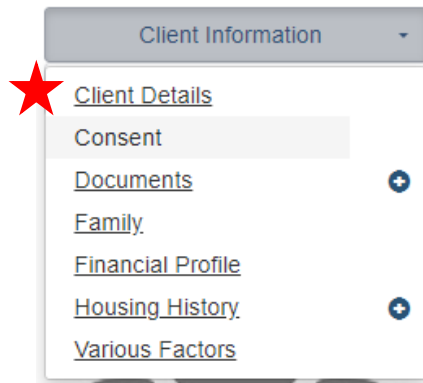 Client Information
Client Details
Consent
Documents
Family
Financial Profile
Housing History
Various Factors